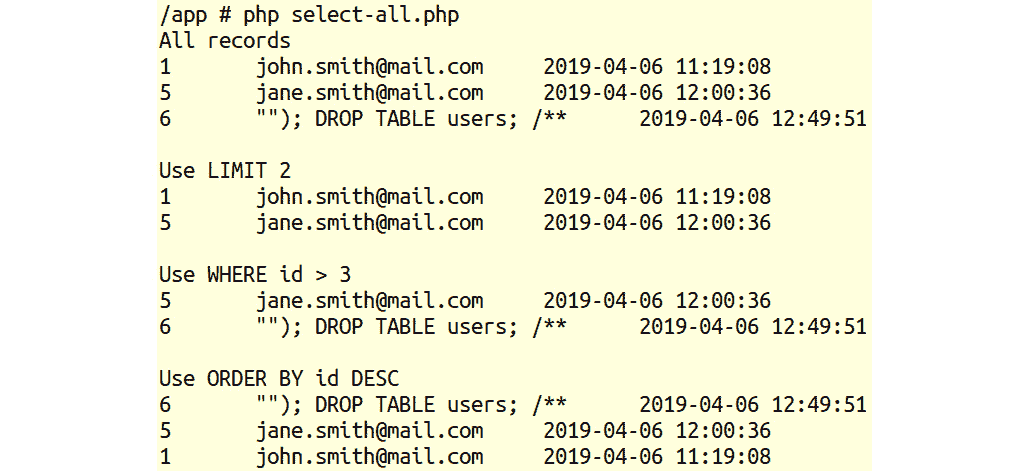 /app # php select-all.php
All records
1 john.smith@mail.com 2019-04-06 11:19:08
5 jane.smith@mail.com 2019-04-06 12:00:36
6 ""); DROP TABLE users; /** 2019-04-06 12:49:51
Use LIMIT 2
1 john.smith@mail.com 2019-04-06 11:19:08
5 jane.smith@mail.com 2019-04-06 12:00:36
Use WHERE id > 3
5 jane.smith@mail.com 2019-04-06 12:00:36
6 ""); DROP TABLE users; /** 2019-04-06 12:49:51
Use ORDER BY id DESC
6 ""); DROP TABLE users; /** 2019-04-06 12:49:51
5 jane.smith@mail.com 2019-04-06 12:00:36
1 john.smith@mail.com 2019-04-06 11:19:08